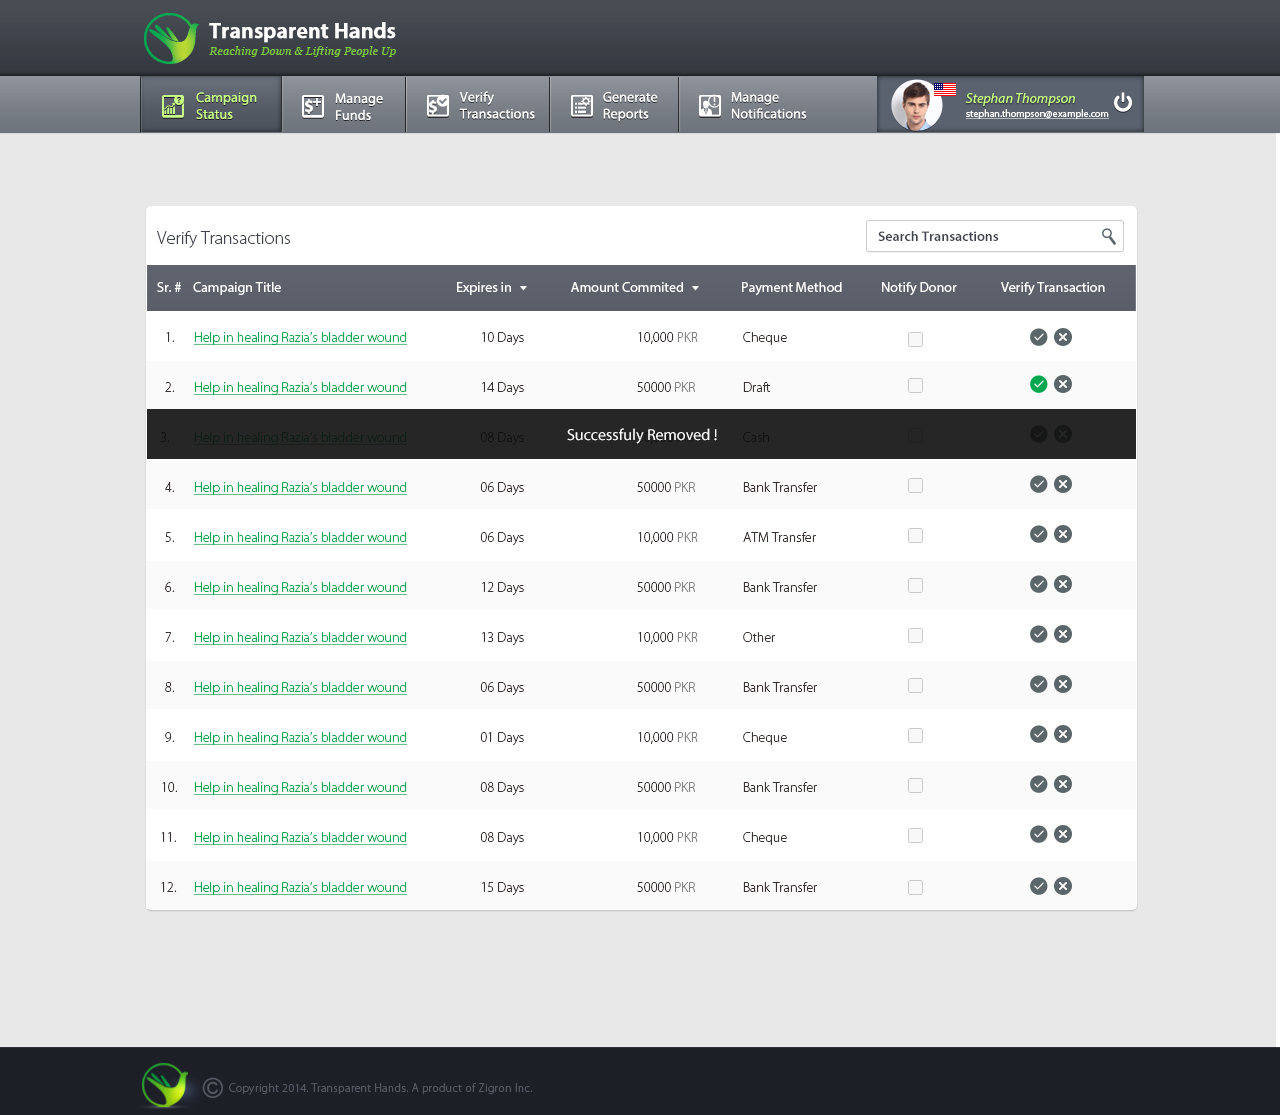 Transparent Hands
Reaching Down & Lifting People Up
Campaign Status
Manage Funds
Verify Transactions
Generate Reports
Manage Notifications
Stephan Thompson
stephan.thompson@example.com
Verify Transactions
Search Transactions
Sr. # Campaign Title Expires in Amount Commited Payment Method Notify Donor Verify Transaction
1. Help in healing Razia's bladder wound 10 Days 10,000 PKR Cheque
2. Help in healing Razia's bladder wound 14 Days 50000 PKR Draft
3. Help in healing Razia's bladder wound 08 Days Successfuly Removed ! Cash
4. Help in healing Razia's bladder wound 06 Days 50000 PKR Bank Transfer
5. Help in healing Razia's bladder wound 06 Days 10,000 PKR ATM Transfer
6. Help in healing Razia's bladder wound 12 Days 50000 PKR Bank Transfer
7. Help in healing Razia's bladder wound 13 Days 10,000 PKR Other
8. Help in healing Razia's bladder wound 06 Days 50000 PKR Bank Transfer
9. Help in healing Razia's bladder wound 01 Days 10,000 PKR Cheque
10. Help in healing Razia's bladder wound 08 Days 50000 PKR Bank Transfer
11. Help in healing Razia's bladder wound 08 Days 10,000 PKR Cheque
12. Help in healing Razia's bladder wound 15 Days 50000 PKR Bank Transfer
© Copyright 2014. Transparent Hands. A product of Zigron Inc.